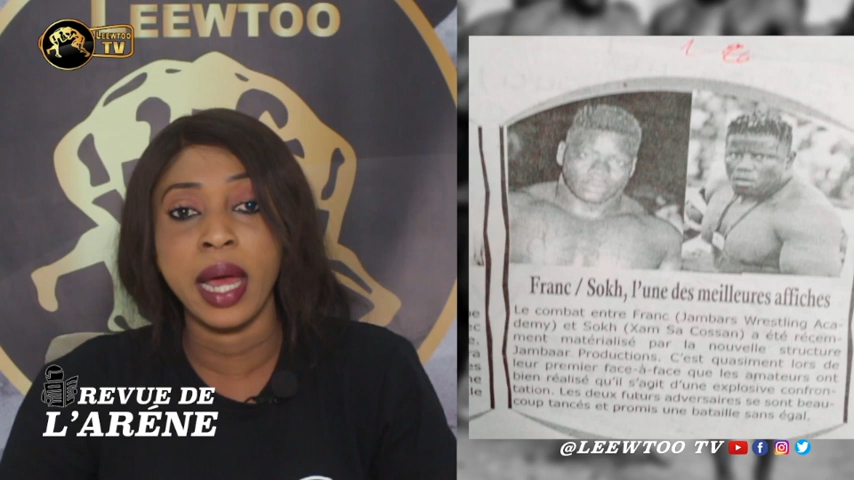 LEEWTOO
LEEWTOO
TV
Franc / Sokh, l'une des meilleures affiches
Le combat entre Franc (Jambars Wrestling Aca-
demy) et Sokh (Xam Sa Cossan) a été récem-
ment matérialisé par la nouvelle structure
Jambaar Productions. C'est quasiment lors de
leur premier face-à-face que les amateurs ont
bien réalisé qu'il s'agit d'une explosive confron-
tation. Les deux futurs adversaires se sont beau-
coup tancés et promis une bataille sans égal.
REVUE DE
L'ARÉNE
@LEEWTOO TV